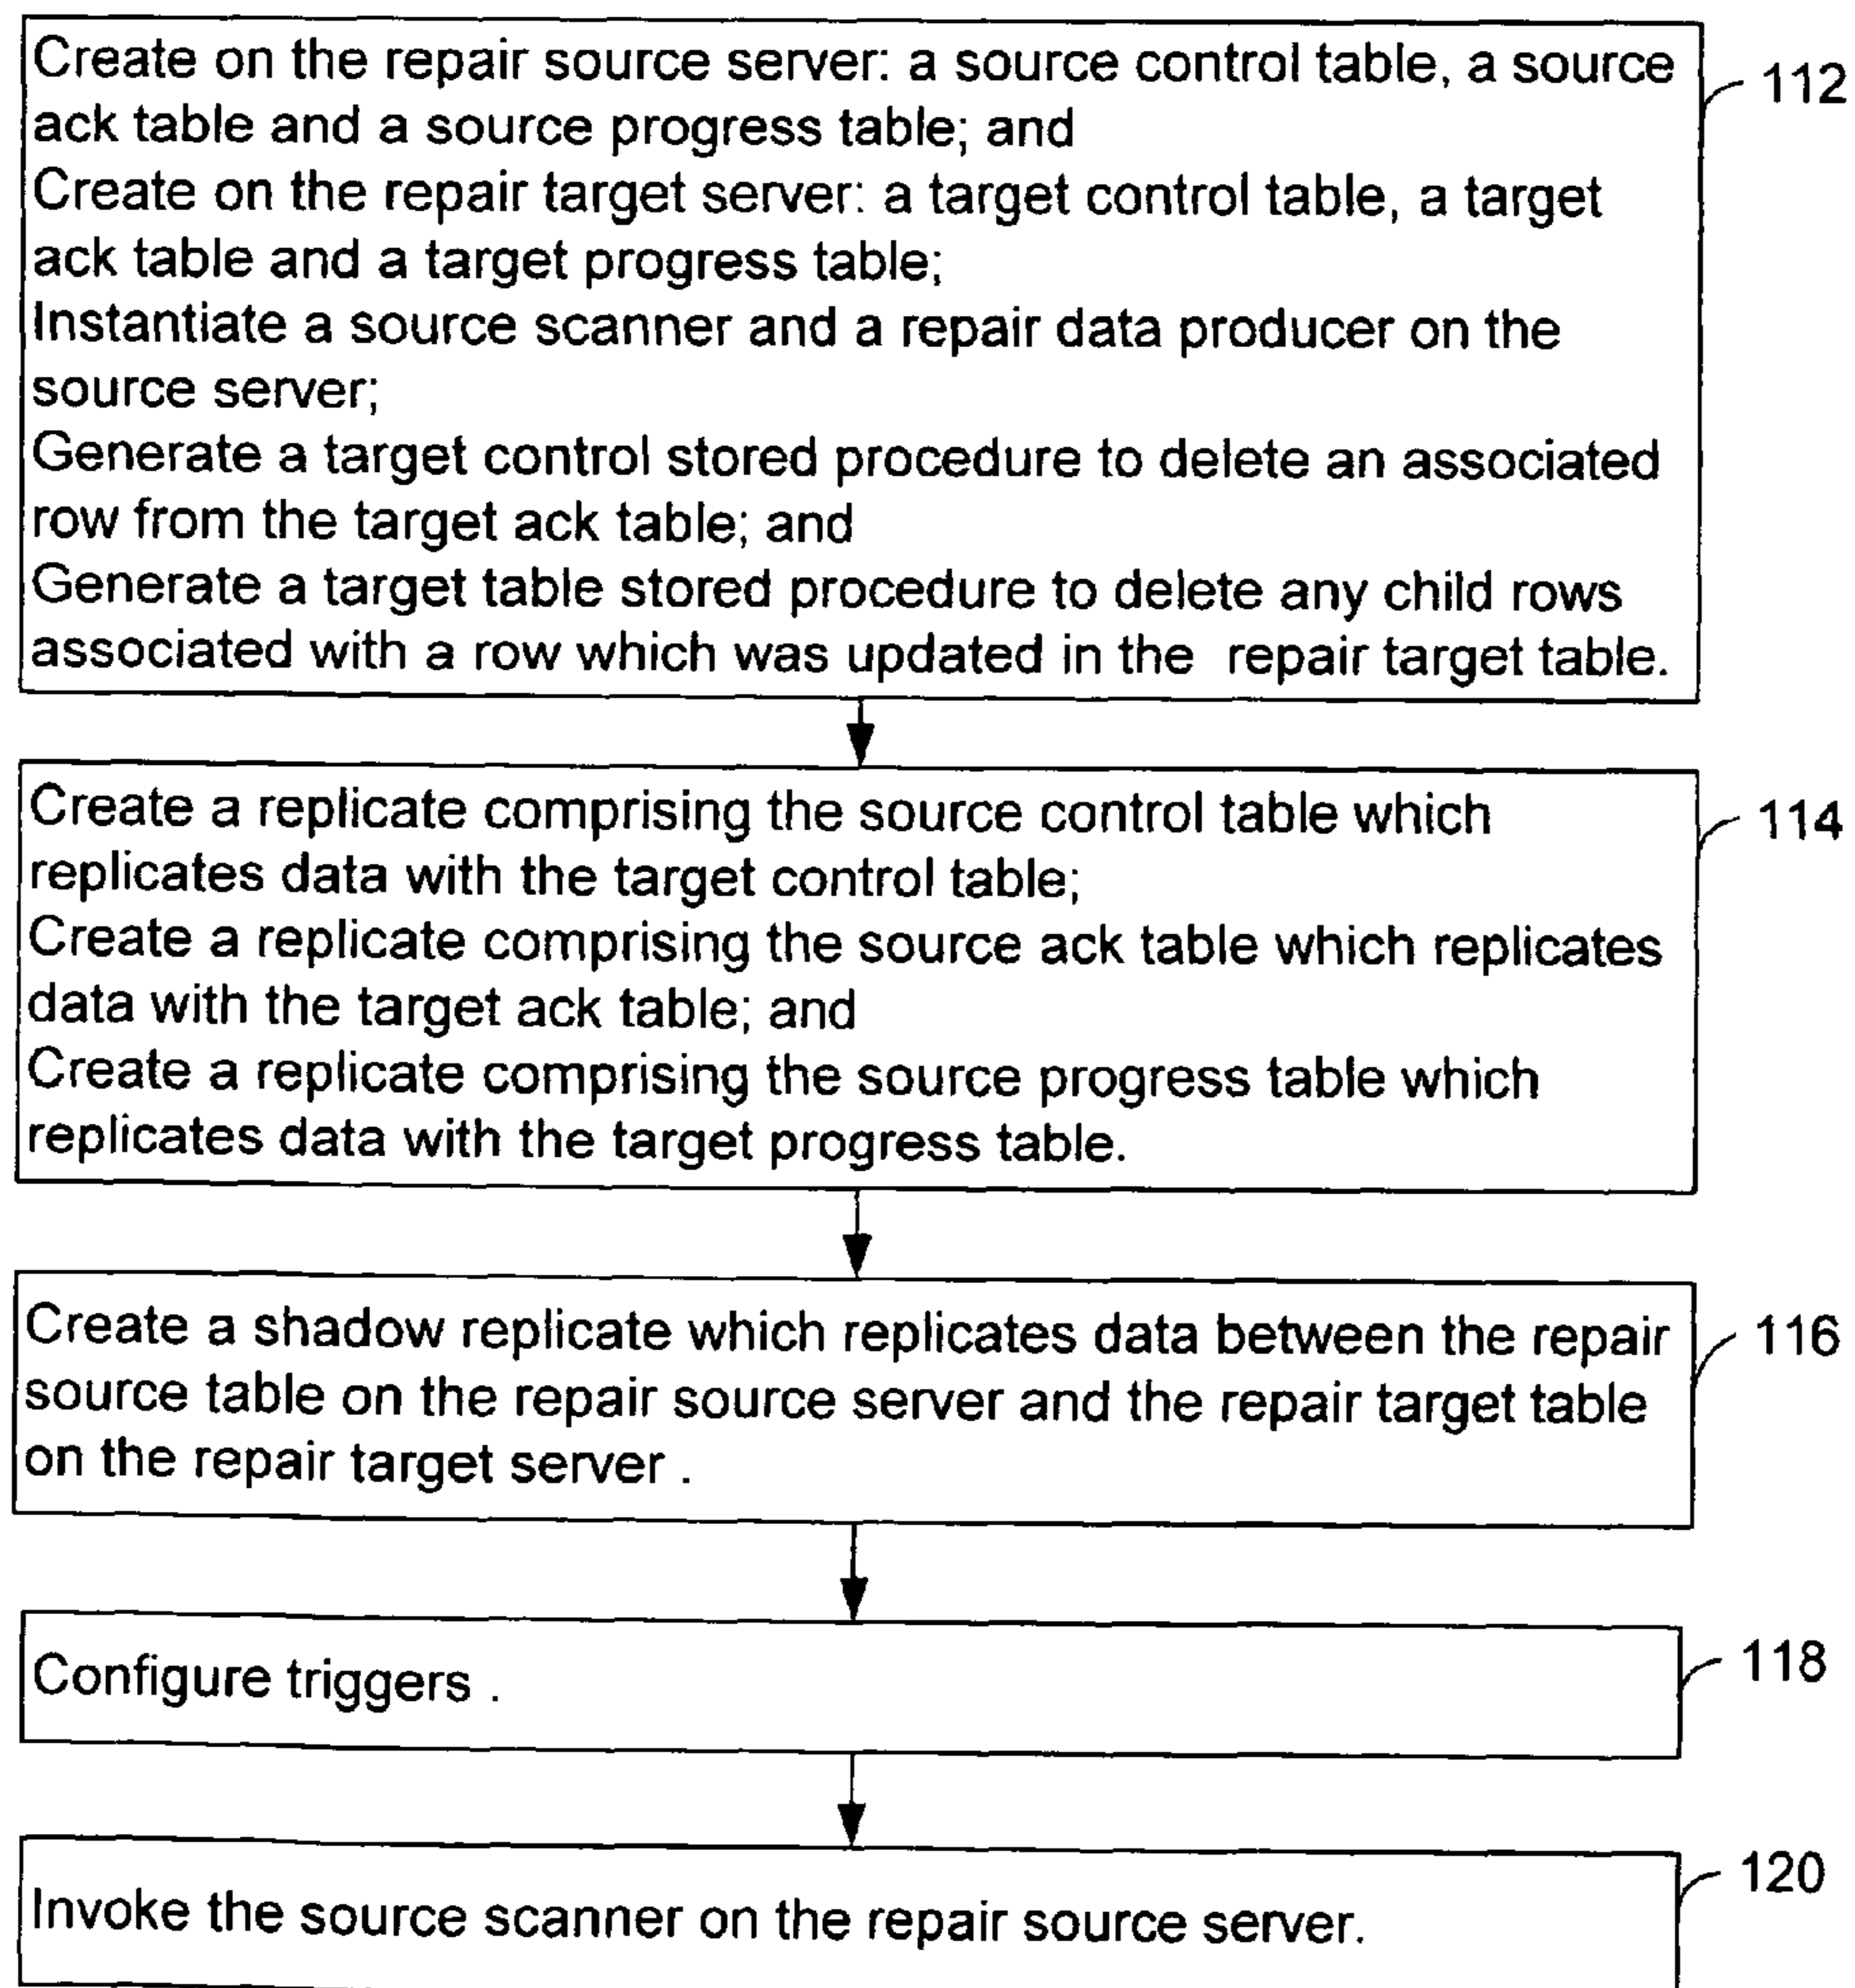 Create on the repair source server: a source control table, a source
ack table and a source progress table; and
Create on the repair target server: a target control table, a target
ack table and a target progress table;
Instantiate a source scanner and a repair data producer on the
source server;
Generate a target control stored procedure to delete an associated
row from the target ack table; and
Generate a target table stored procedure to delete any child rows
associated with a row which was updated in the repair target table.
112
Create a replicate comprising the source control table which
replicates data with the target control table;
Create a replicate comprising the source ack table which replicates
data with the target ack table; and
Create a replicate comprising the source progress table which
replicates data with the target progress table.
114
Create a shadow replicate which replicates data between the repair
source table on the repair source server and the repair target table
on the repair target server .
116
Configure triggers .
118
Invoke the source scanner on the repair source server.
120